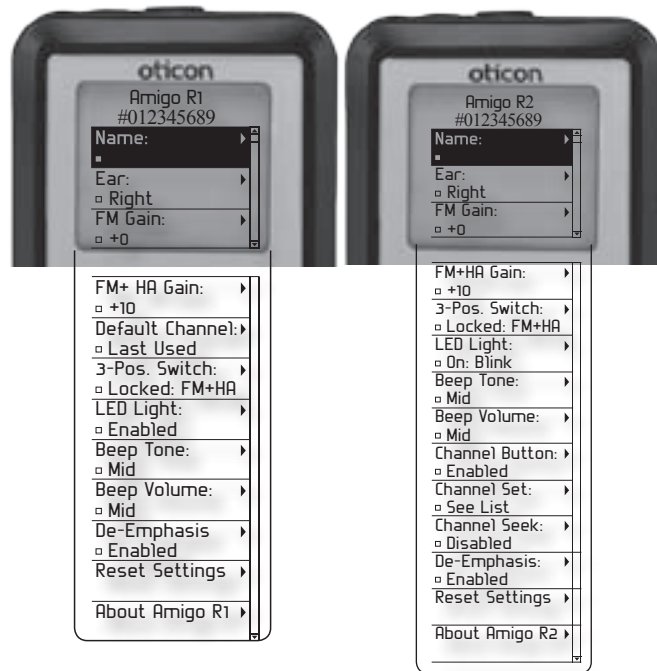 oticon
Amigo R1
#012345689
Name:
Ear:
Right
FM Gain:
+0
FM+ HA Gain:
+10
Default Channel:
Last Used
3-Pos. Switch:
Locked: FM+HA
LED Light:
Enabled
Beep Tone:
Mid
Beep Volume:
Mid
De-Emphasis
Enabled
Reset Settings
About Amigo R1
oticon
Amigo R2
#012345689
Name:
Ear:
Right
FM Gain:
+0
FM+HA Gain:
+10
3-Pos. Switch:
Locked: FM+HA
LED Light:
On: Blink
Beep Tone:
Mid
Beep Volume:
Mid
Channel Button:
Enabled
Channel Set:
See List
Channel Seek:
Disabled
De-Emphasis:
Enabled
Reset Settings
About Amigo R2